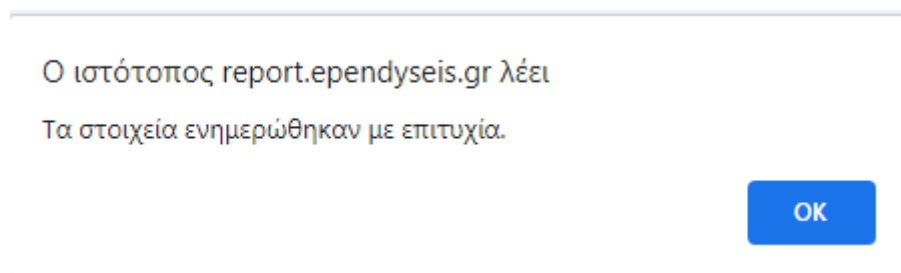 Ο ιστότοπος report.ependyseis.gr λέει
Τα στοιχεία ενημερώθηκαν με επιτυχία.
OK